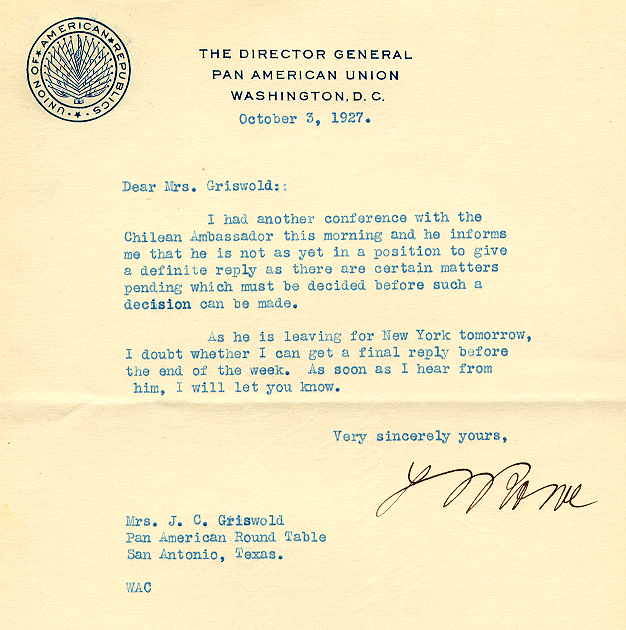 UNION OF ★ AMERICAN ★ REPUBLICS · ★ ·
THE DIRECTOR GENERAL
PAN AMERICAN UNION
WASHINGTON, D. C.
October 3, 1927.
Dear Mrs. Griswold::
I had another conference with the
Chilean Ambassador this morning and he informs
me that he is not as yet in a position to give
a definite reply as there are certain matters
pending which must be decided before such a
decision can be made.
As he is leaving for New York tomorrow,
I doubt whether I can get a final reply before
the end of the week.  As soon as I hear from
him, I will let you know.
Very sincerely yours,
L S Rowe
Mrs. J. C. Griswold
Pan American Round Table
San Antonio, Texas.
WAC